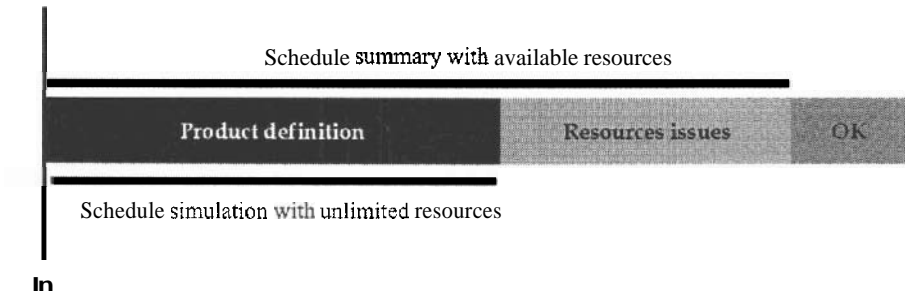 Schedule summary with available resources
Product definition Resources issues OK
Schedule simulation with unlimited resources
In